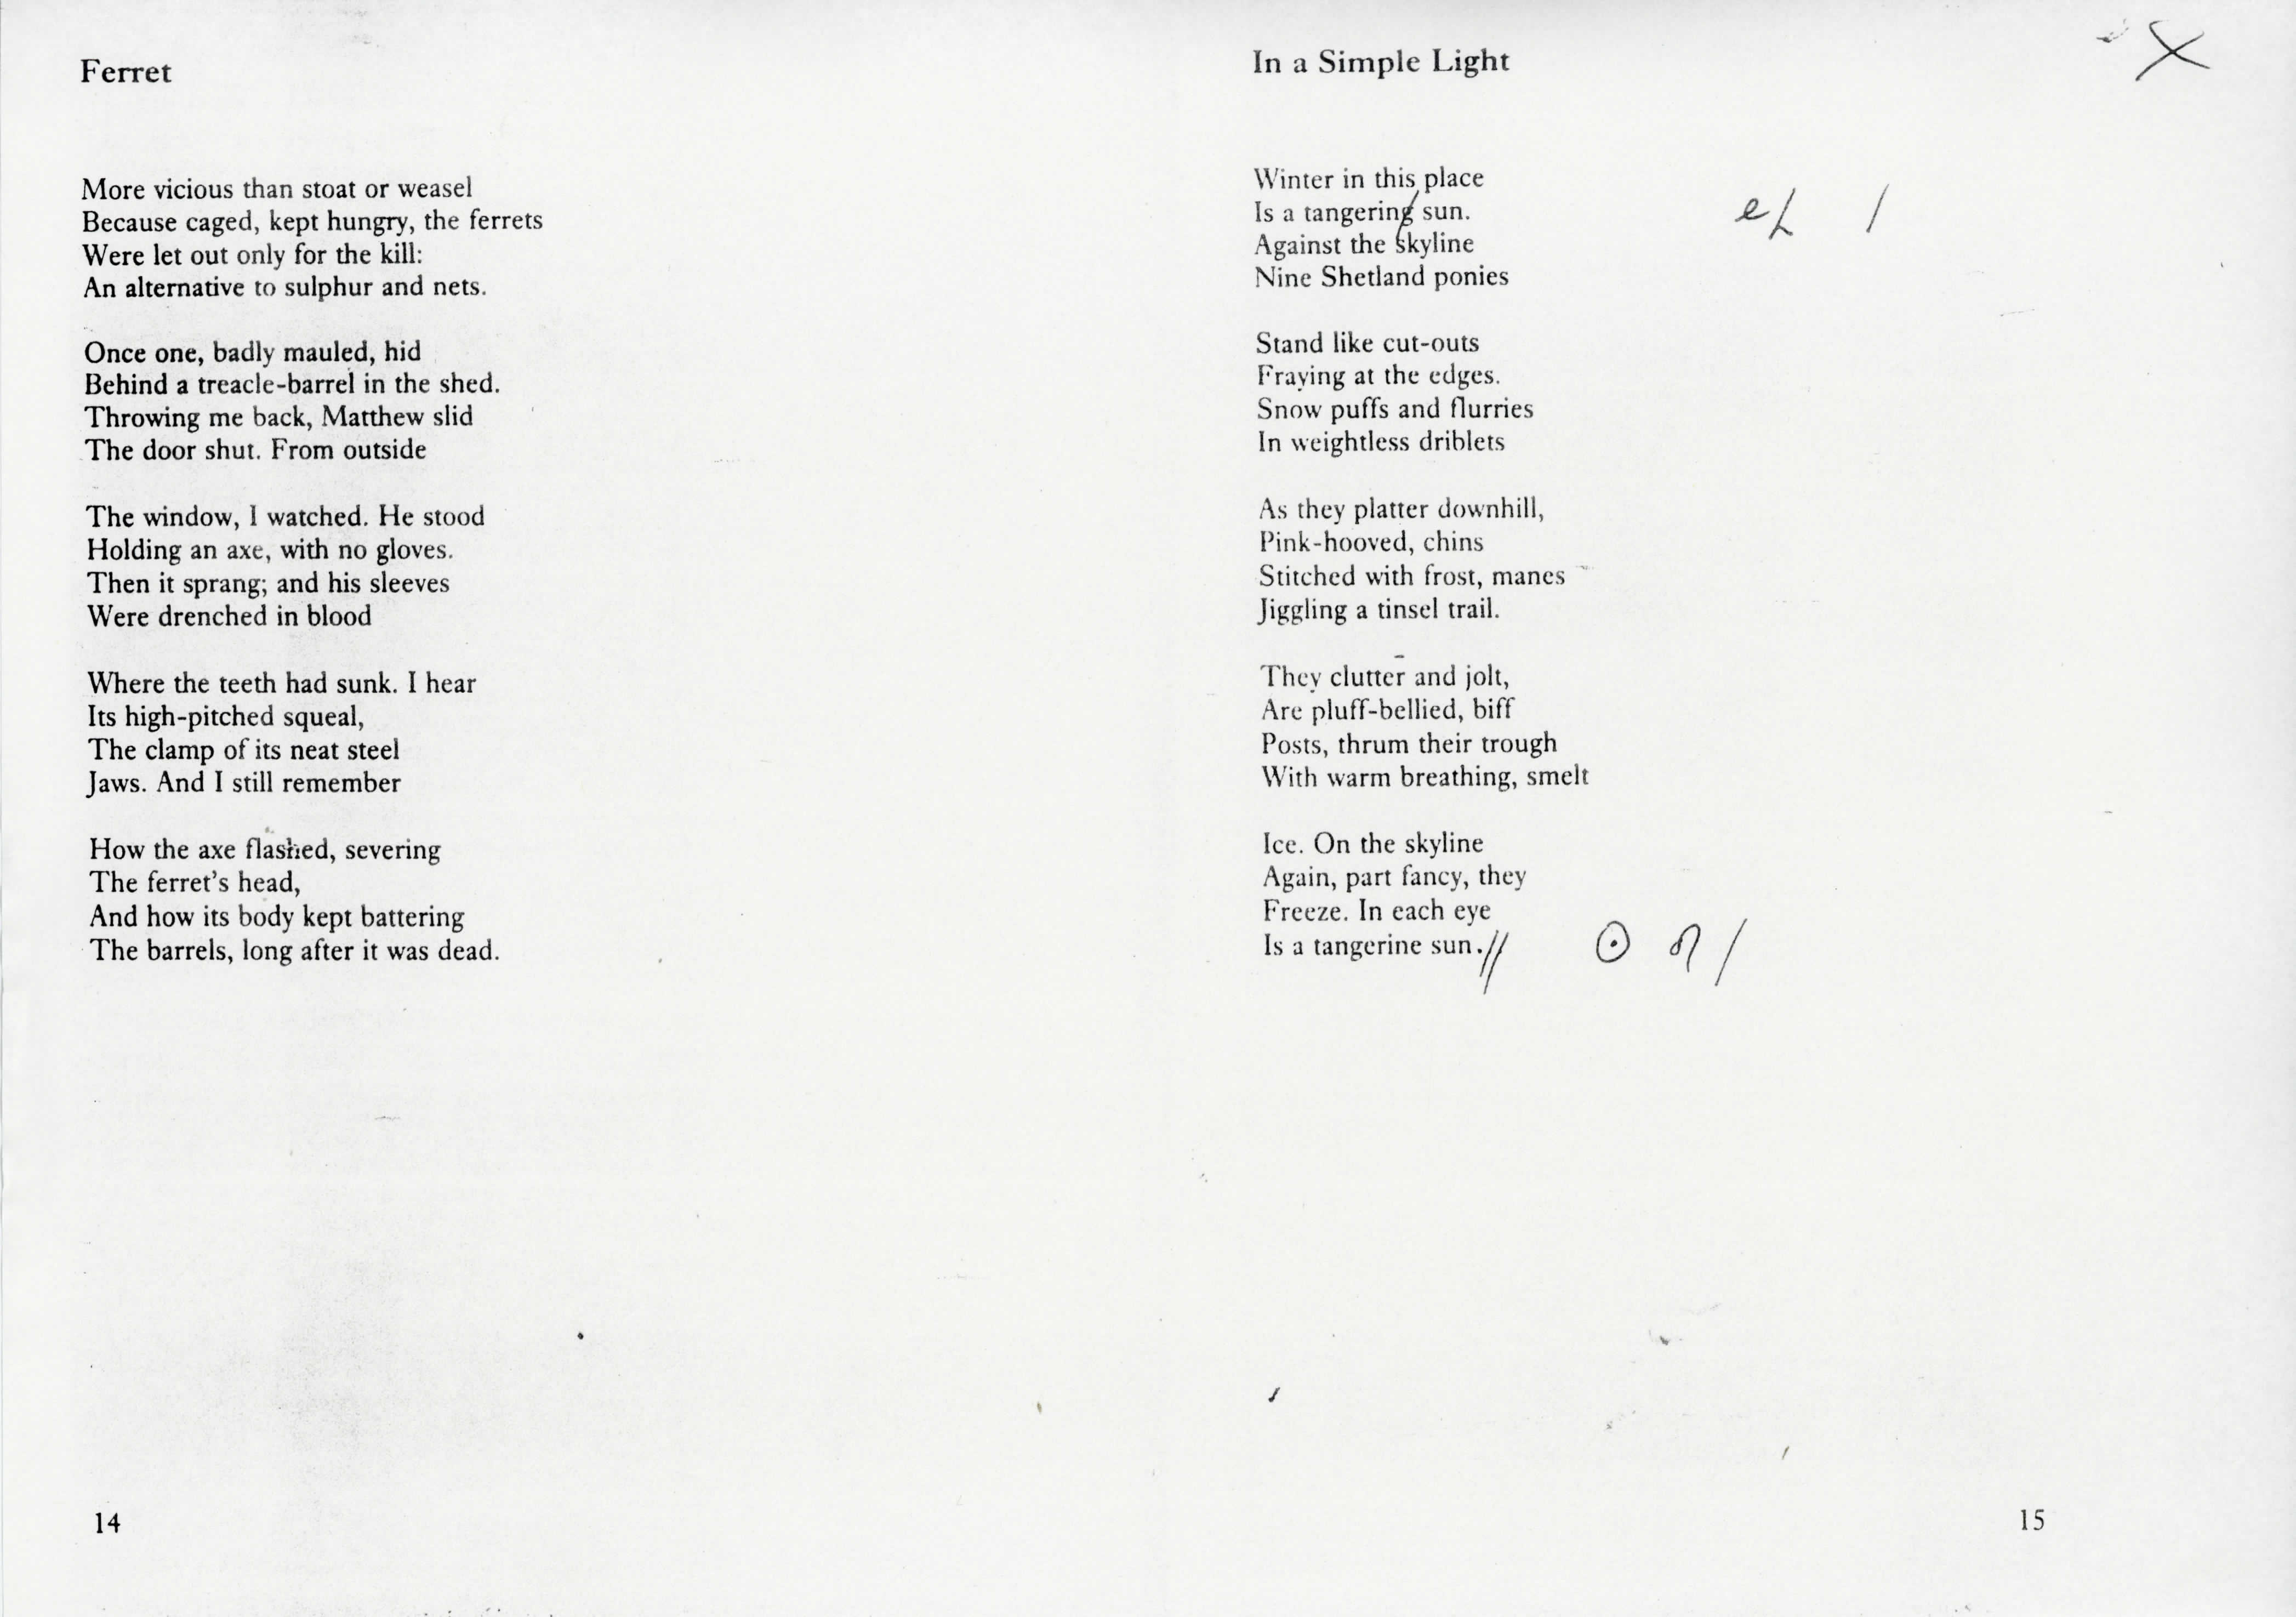 Ferret
More vicious than stoat or weasel
Because caged, kept hungry, the ferrets
Were let out only for the kill:
An alternative to sulphur and nets.
Once one, badly mauled, hid
Behind a treacle-barrel in the shed.
Throwing me back, Matthew slid
The door shut. From outside
The window, I watched. He stood
Holding an axe, with no gloves.
Then it sprang; and his sleeves
Were drenched in blood
Where the teeth had sunk. I hear
Its high-pitched squeal,
The clamp of its neat steel
Jaws. And I still remember
How the axe flashed, severing
The ferret's head,
And how its body kept battering
The barrels, long after it was dead.
14
In a Simple Light
X
Winter in this place
Is a tangering sun. e/ /
Against the skyline
Nine Shetland ponies
Stand like cut-outs
Fraying at the edges.
Snow puffs and flurries
In weightless driblets
As they platter downhill,
Pink-hooved, chins
Stitched with frost, manes
Jiggling a tinsel trail.
They clutter and jolt,
Are pluff-bellied, biff
Posts, thrum their trough
With warm breathing, smelt
Ice. On the skyline
Again, part fancy, they
Freeze. In each eye
Is a tangerine sun.// ⊙ /
15